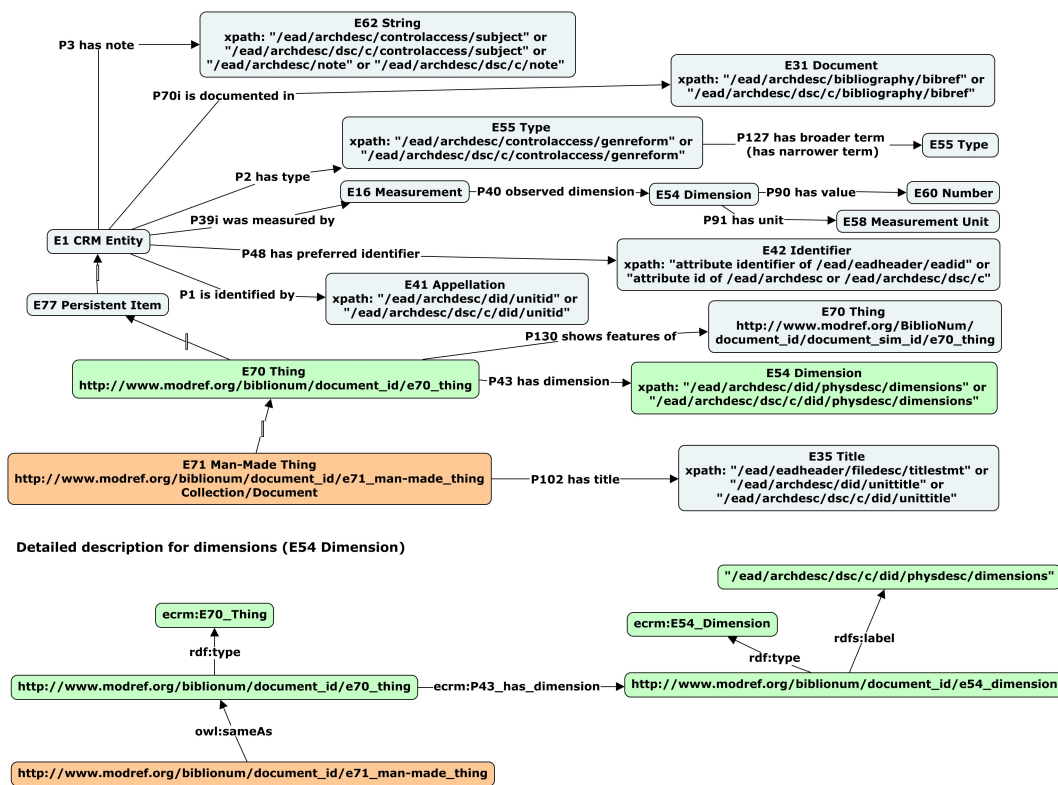 E62 String
xpath: "/ead/archdesc/controlaccess/subject" or
"/ead/archdesc/dsc/c/controlaccess/subject" or
"/ead/archdesc/note" or "/ead/archdesc/dsc/c/note"
P3 has note
E31 Document
xpath: "/ead/archdesc/bibliography/bibref" or
"/ead/archdesc/dsc/c/bibliography/bibref"
P70i is documented in
E55 Type
xpath: "/ead/archdesc/controlaccess/genreform" or
"/ead/archdesc/dsc/c/controlaccess/genreform"
P127 has broader term
(has narrower term)
E55 Type
P2 has type
E16 Measurement
P40 observed dimension
E54 Dimension
P90 has value
E60 Number
P39i was measured by
P91 has unit
E58 Measurement Unit
E1 CRM Entity
P48 has preferred identifier
E42 Identifier
xpath: "attribute identifier of /ead/eadheader/eadid" or
"attribute id of /ead/archdesc or /ead/archdesc/dsc/c"
P1 is identified by
E41 Appellation
xpath: "/ead/archdesc/did/unitid" or
"/ead/archdesc/dsc/c/did/unitid"
E77 Persistent Item
E70 Thing
http://www.modref.org/BiblioNum/
document_id/document_sim_id/e70_thing
P130 shows features of
E70 Thing
http://www.modref.org/biblionum/document_id/e70_thing
P43 has dimension
E54 Dimension
xpath: "/ead/archdesc/did/physdesc/dimensions" or
"/ead/archdesc/dsc/c/did/physdesc/dimensions"
E71 Man-Made Thing
http://www.modref.org/biblionum/document_id/e71_man-made_thing
Collection/Document
P102 has title
E35 Title
xpath: "/ead/eadheader/filedesc/titlestmt" or
"/ead/archdesc/did/unittitle" or
"/ead/archdesc/dsc/c/did/unittitle"
Detailed description for dimensions (E54 Dimension)
"/ead/archdesc/dsc/c/did/physdesc/dimensions"
ecrm:E70_Thing
ecrm:E54_Dimension
rdfs:label
rdf:type
rdf:type
http://www.modref.org/biblionum/document_id/e70_thing
ecrm:P43_has_dimension
http://www.modref.org/biblionum/document_id/e54_dimension
owl:sameAs
http://www.modref.org/biblionum/document_id/e71_man-made_thing